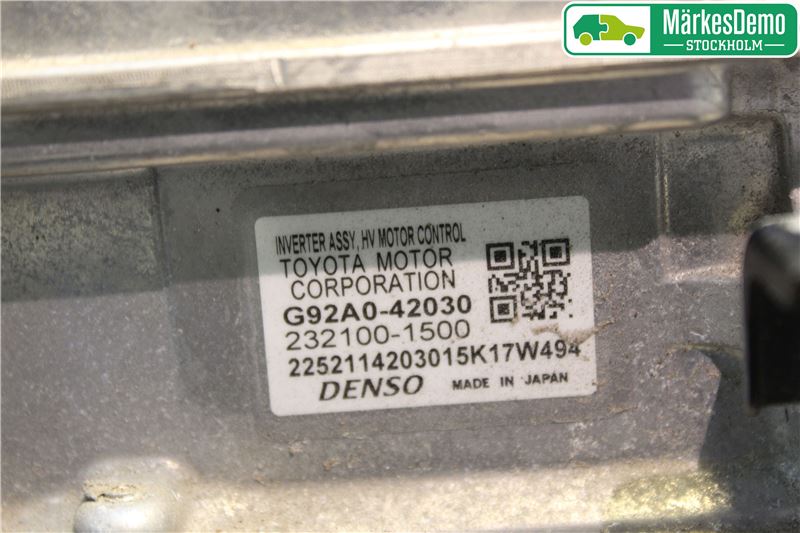 MärkesDemo
STOCKHOLM
INVERTER ASSY, HV MOTOR CONTROL
TOYOTA MOTOR
CORPORATION
G92A0-42030
232100-1500
2252114203015K17W494
DENSO MADE IN JAPAN